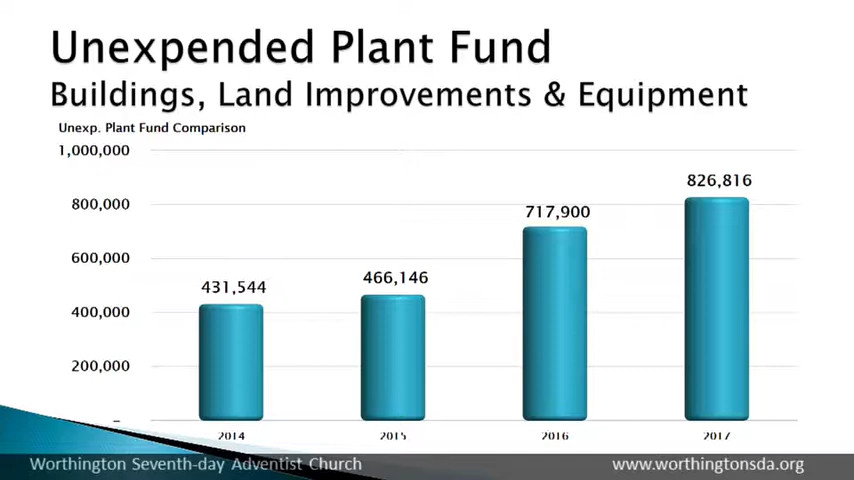 Unexpended Plant Fund
Buildings, Land Improvements & Equipment
Unexp. Plant Fund Comparison
1,000,000
800,000
600,000
400,000
200,000
–
431,544
466,146
717,900
826,816
2014
2015
2016
2017
Worthington Seventh-day Adventist Church
www.worthingtonsda.org